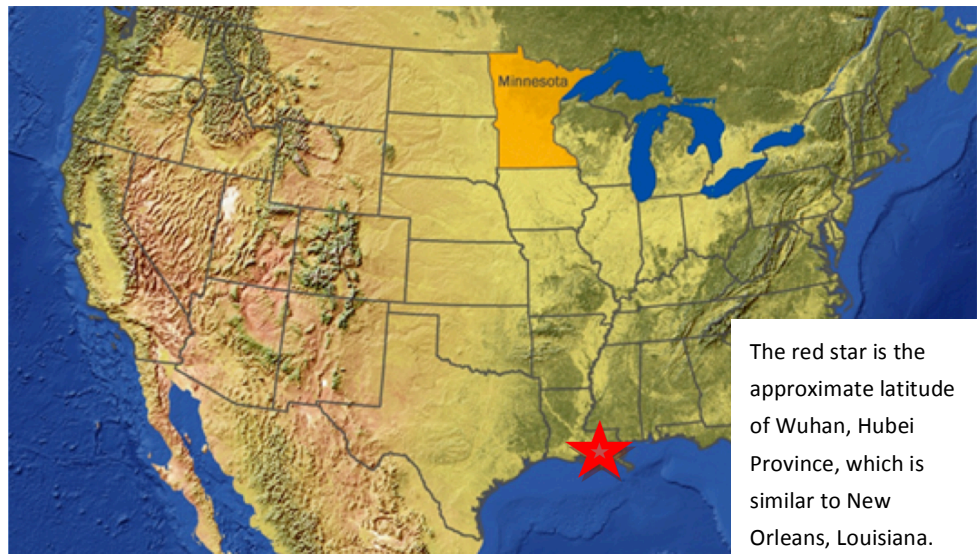 Minnesota
The red star is the
approximate latitude
of Wuhan, Hubei
Province, which is
similar to New
Orleans, Louisiana.